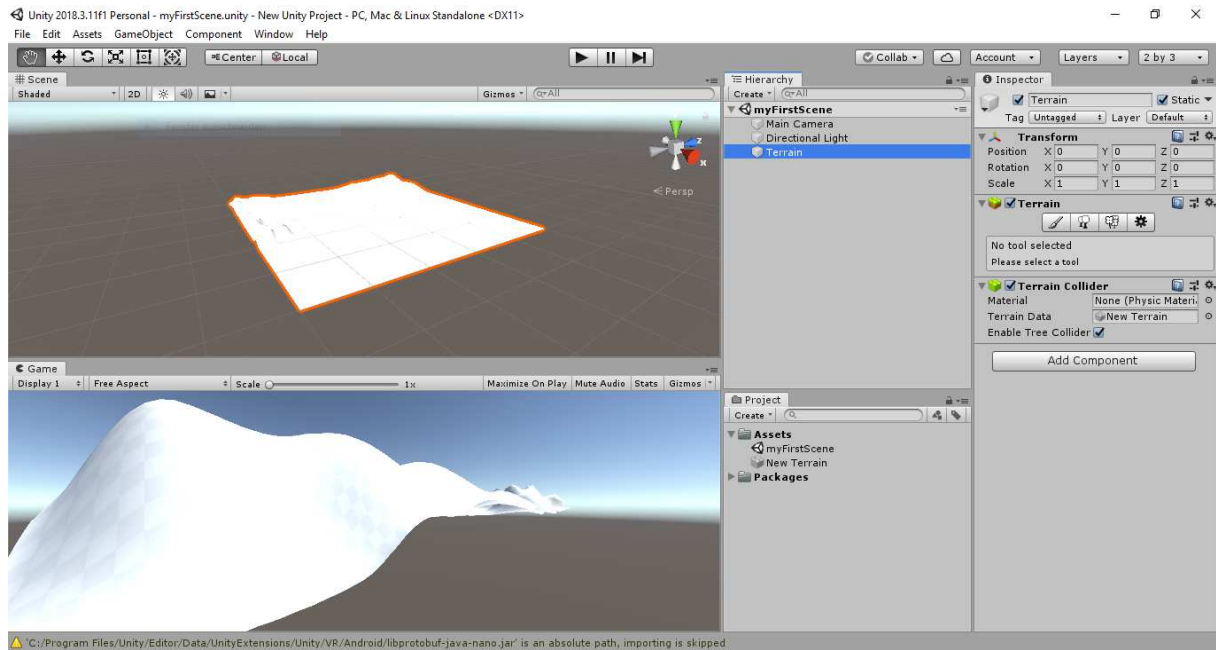 Unity 2018.3.11f1 Personal - myFirstScene.unity - New Unity Project - PC, Mac & Linux Standalone <DX11>
File Edit Assets GameObject Component Window Help
Center Local Collab Account Layers 2 by 3
Scene
Shaded 2D Gizmos All
Persp
Game
Display 1 Free Aspect Scale 1x Maximize On Play Mute Audio Stats Gizmos
Hierarchy
Create All
myFirstScene
Main Camera
Directional Light
Terrain
Project
Create
Assets
myFirstScene
New Terrain
Packages
Inspector
Terrain Static
Tag Untagged Layer Default
Transform
Position X 0 Y 0 Z 0
Rotation X 0 Y 0 Z 0
Scale X 1 Y 1 Z 1
Terrain
No tool selected
Please select a tool
Terrain Collider
Material None (Physic Materi
Terrain Data New Terrain
Enable Tree Collider
Add Component
'C:/Program Files/Unity/Editor/Data/UnityExtensions/Unity/VR/Android/libprotobuf-java-nano.jar' is an absolute path, importing is skipped